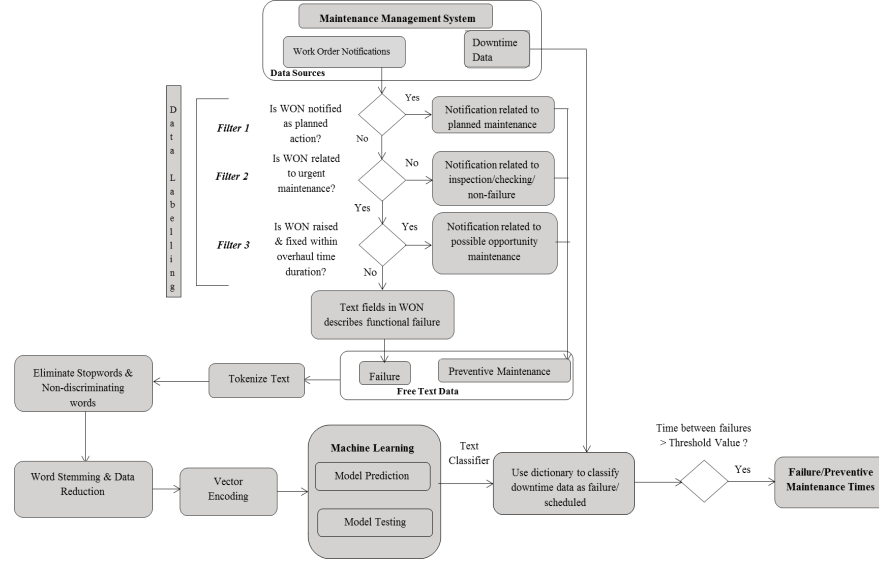 Maintenance Management System
Work Order Notifications
Downtime
Data
Data Sources
Data Labelling
Filter 1
Is WON notified
as planned
action?
Yes
No
Notification related to
planned maintenance
Filter 2
Is WON related
to urgent
maintenance?
No
Yes
Notification related to
inspection/checking/
non-failure
Filter 3
Is WON raised
& fixed within
overhaul time
duration?
Yes
No
Notification related to
possible opportunity
maintenance
Text fields in WON
describes functional failure
Failure
Preventive Maintenance
Free Text Data
Tokenize Text
Eliminate Stopwords &
Non-discriminating
words
Word Stemming & Data
Reduction
Vector
Encoding
Machine Learning
Model Prediction
Model Testing
Text
Classifier
Use dictionary to classify
downtime data as failure/
scheduled
Time between failures
> Threshold Value ?
Yes
Failure/Preventive
Maintenance Times